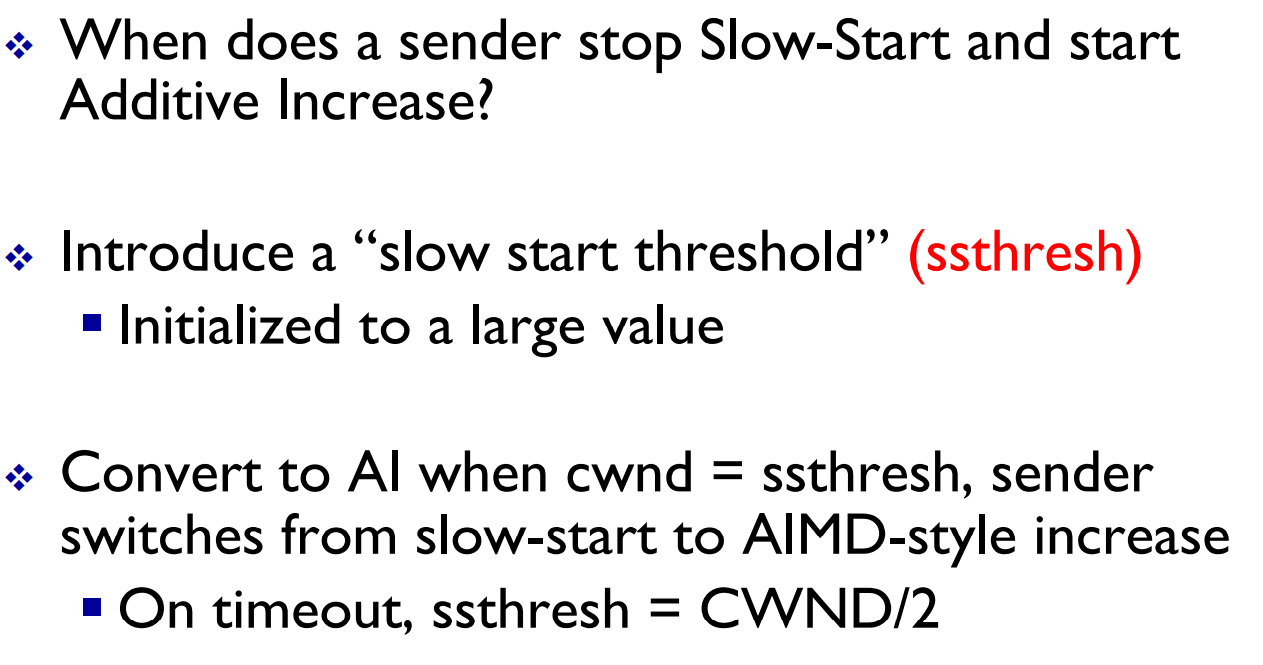 ❖ When does a sender stop Slow-Start and start
Additive Increase?
❖ Introduce a “slow start threshold” (ssthresh)
▪ Initialized to a large value
❖ Convert to AI when cwnd = ssthresh, sender
switches from slow-start to AIMD-style increase
▪ On timeout, ssthresh = CWND/2